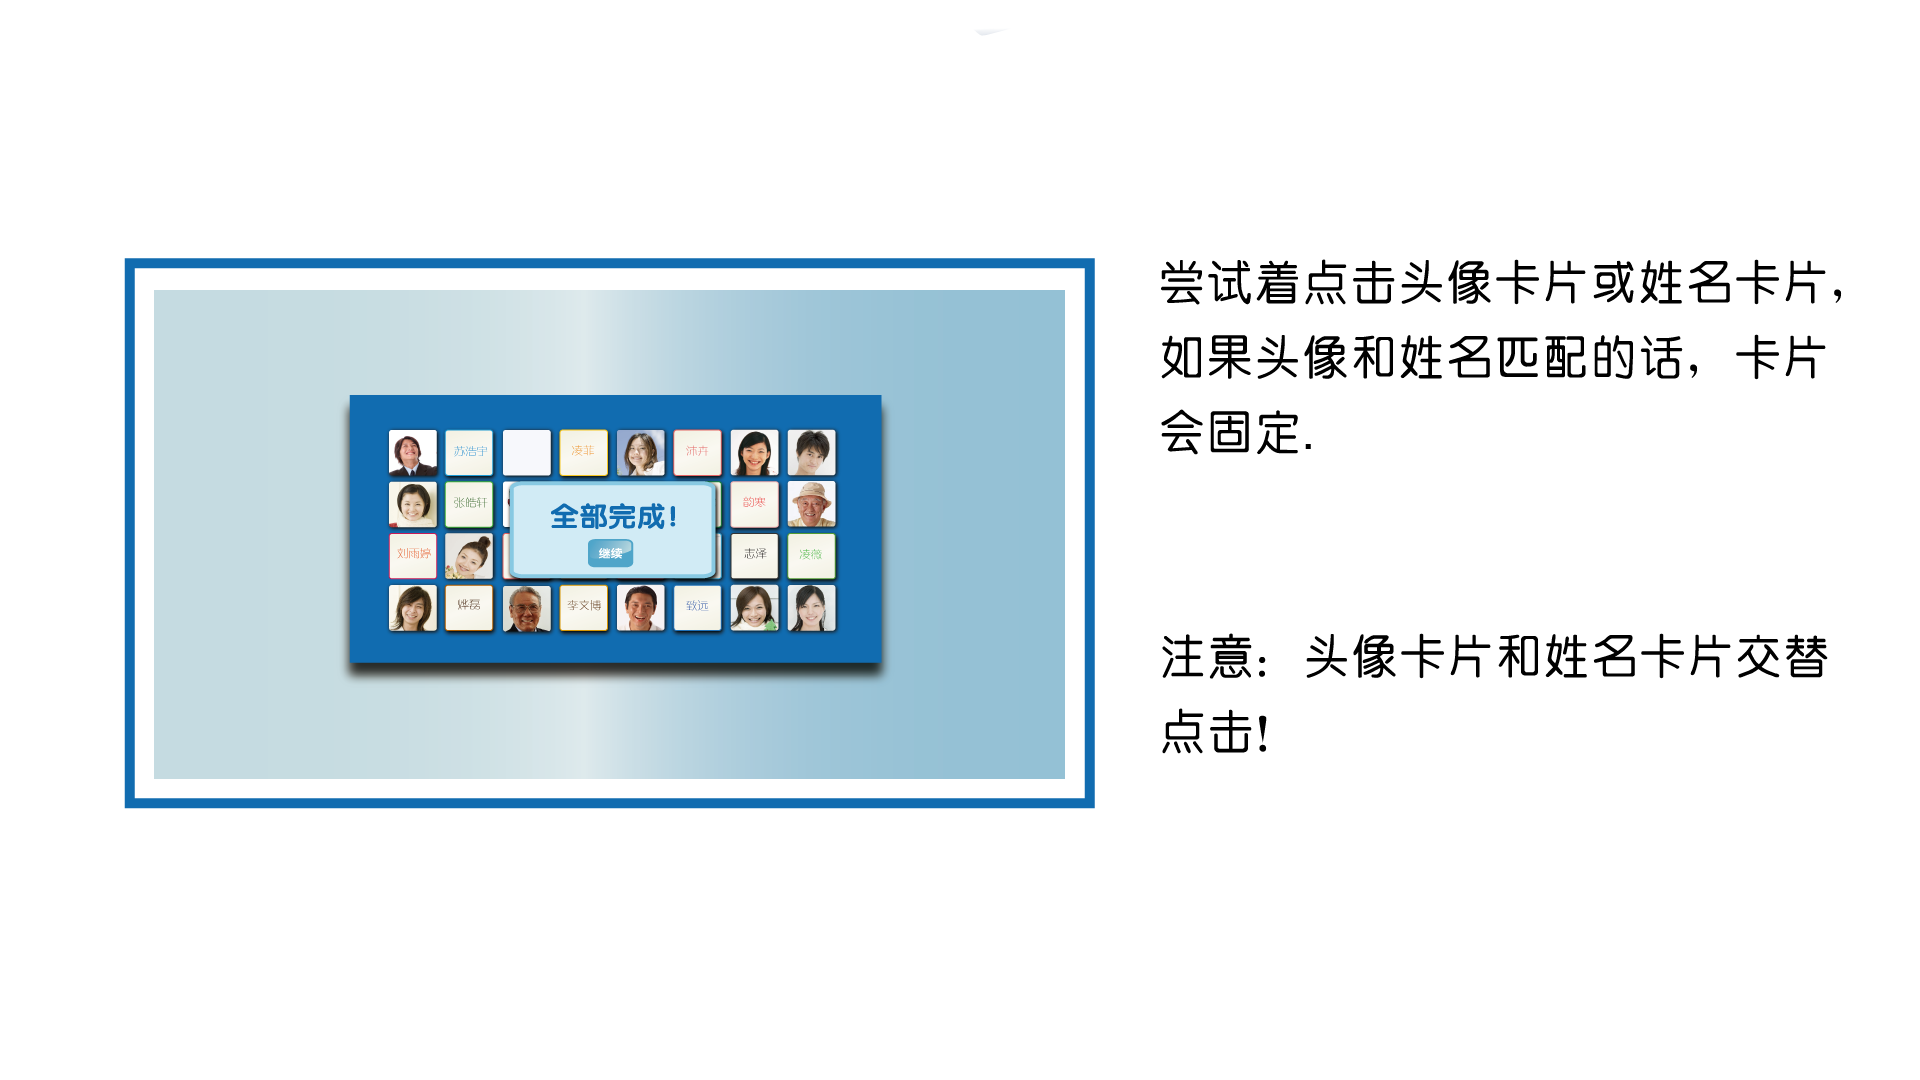 苏浩宇
凌菲
沛卉
张皓轩
韵寒
全部完成!
继续
刘雨婷
志泽
凌薇
烨磊
李文博
致远
尝试着点击头像卡片或姓名卡片,
如果头像和姓名匹配的话, 卡片
会固定.
注意: 头像卡片和姓名卡片交替
点击!